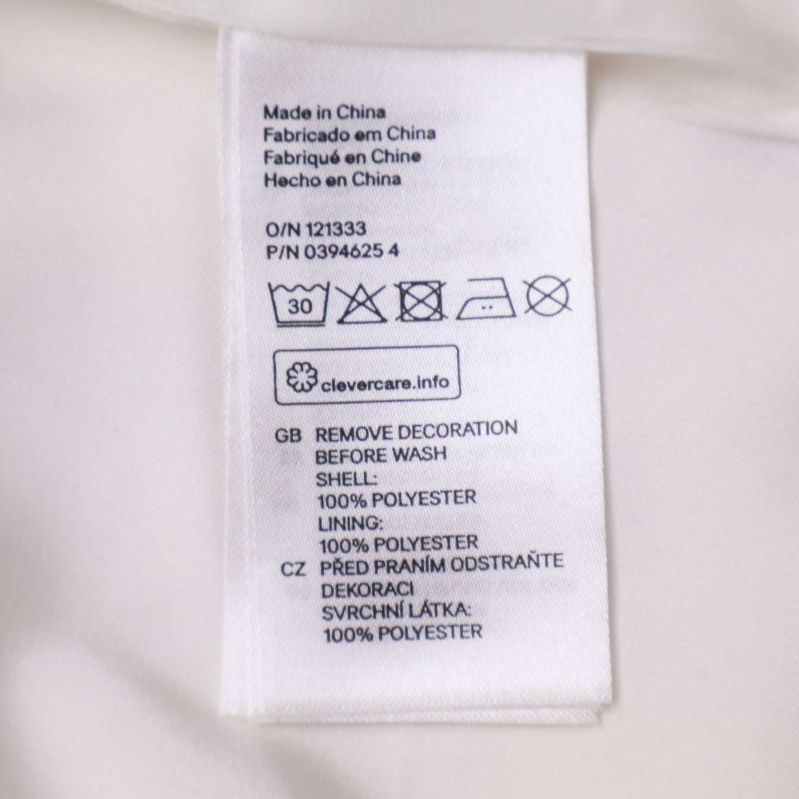 Made in China
Fabricado em China
Fabriqué en Chine
Hecho en China
O/N 121333
P/N 0394625 4
30
clevercare.info
GB REMOVE DECORATION
BEFORE WASH
SHELL:
100% POLYESTER
LINING:
100% POLYESTER
CZ PŘED PRANÍM ODSTRAŇTE
DEKORACI
SVRCHNÍ LÁTKA:
100% POLYESTER